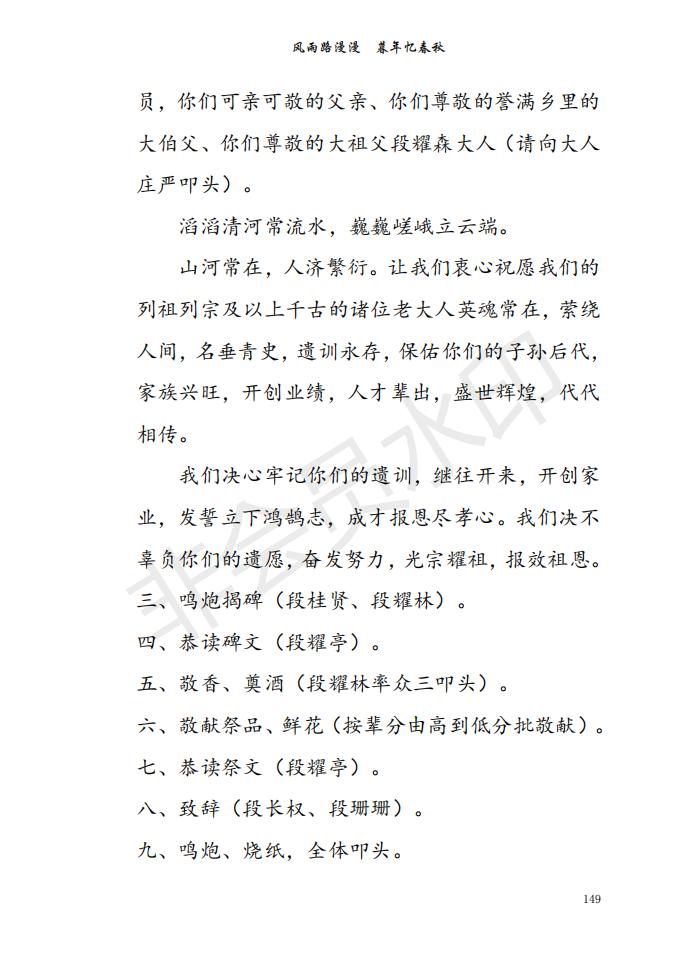 风雨路漫漫　暮年忆春秋
员，你们可亲可敬的父亲、你们尊敬的誉满乡里的
大伯父、你们尊敬的大祖父段耀森大人（请向大人
庄严叩头）。
滔滔清河常流水，巍巍嵯峨立云端。
山河常在，人济繁衍。让我们衷心祝愿我们的
列祖列宗及以上千古的诸位老大人英魂常在，萦绕
人间，名垂青史，遗训永存，保佑你们的子孙后代，
家族兴旺，开创业绩，人才辈出，盛世辉煌，代代
相传。
我们决心牢记你们的遗训，继往开来，开创家
业，发誓立下鸿鹄志，成才报恩尽孝心。我们决不
辜负你们的遗愿，奋发努力，光宗耀祖，报效祖恩。
三、鸣炮揭碑（段桂贤、段耀林）。
四、恭读碑文（段耀亭）。
五、敬香、奠酒（段耀林率众三叩头）。
六、敬献祭品、鲜花（按辈分由高到低分批敬献）。
七、恭读祭文（段耀亭）。
八、致辞（段长权、段珊珊）。
九、鸣炮、烧纸，全体叩头。
149
非会员水印